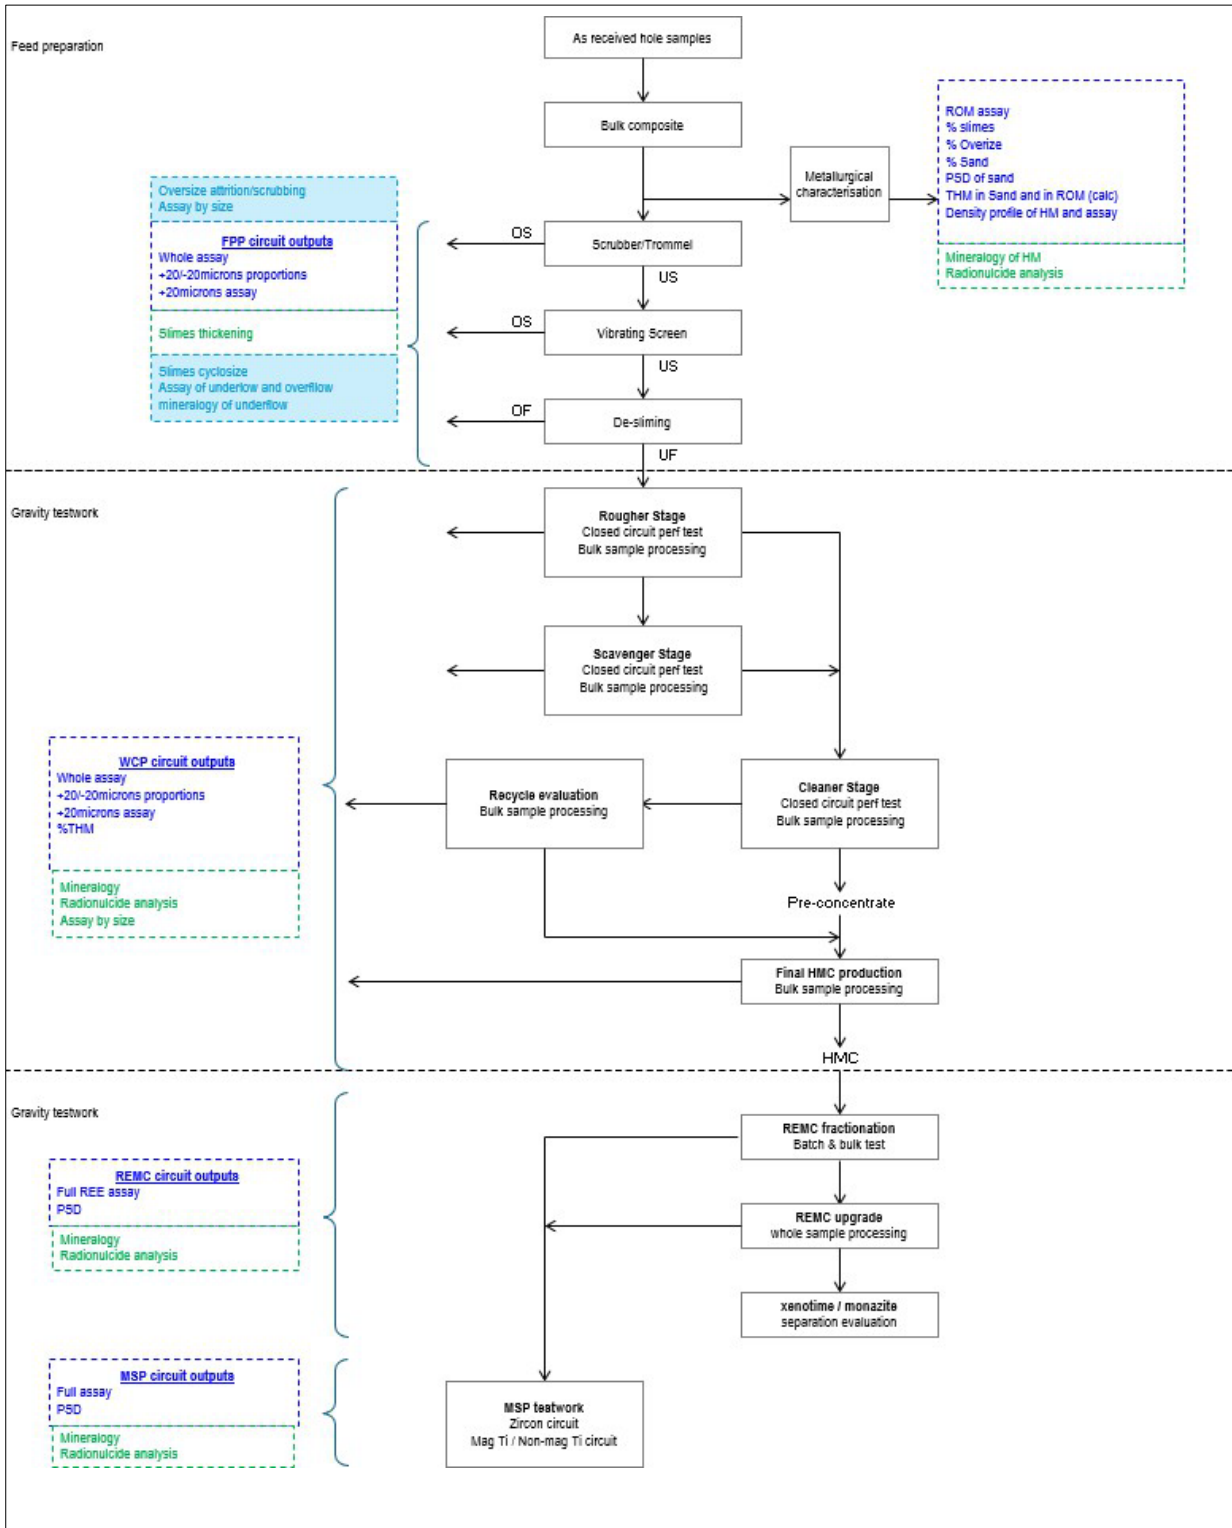 Feed preparation
As received hole samples
Bulk composite
Metallurgical
characterisation
ROM assay
% slimes
% Overize
% Sand
PSD of sand
THM in Sand and in ROM (calc)
Density profile of HM and assay
Mineralogy of HM
Radionulcide analysis
Oversize attrition/scrubbing
Assay by size
FPP circuit outputs
Whole assay
+20/-20microns proportions
+20microns assay
Slimes thickening
Slimes cyclosize
Assay of underlow and overflow
mineralogy of underflow
OS
Scrubber/Trommel
US
OS
Vibrating Screen
US
OF
De-sliming
UF
Gravity testwork
Rougher Stage
Closed circuit perf test
Bulk sample processing
Scavenger Stage
Closed circuit perf test
Bulk sample processing
WCP circuit outputs
Whole assay
+20/-20microns proportions
+20microns assay
%THM
Mineralogy
Radionulcide analysis
Assay by size
Recycle evaluation
Bulk sample processing
Cleaner Stage
Closed circuit perf test
Bulk sample processing
Pre-concentrate
Final HMC production
Bulk sample processing
HMC
Gravity testwork
REMC fractionation
Batch & bulk test
REMC circuit outputs
Full REE assay
PSD
Mineralogy
Radionulcide analysis
REMC upgrade
whole sample processing
xenotime / monazite
separation evaluation
MSP circuit outputs
Full assay
PSD
Mineralogy
Radionulcide analysis
MSP testwork
Zircon circuit
Mag Ti / Non-mag Ti circuit